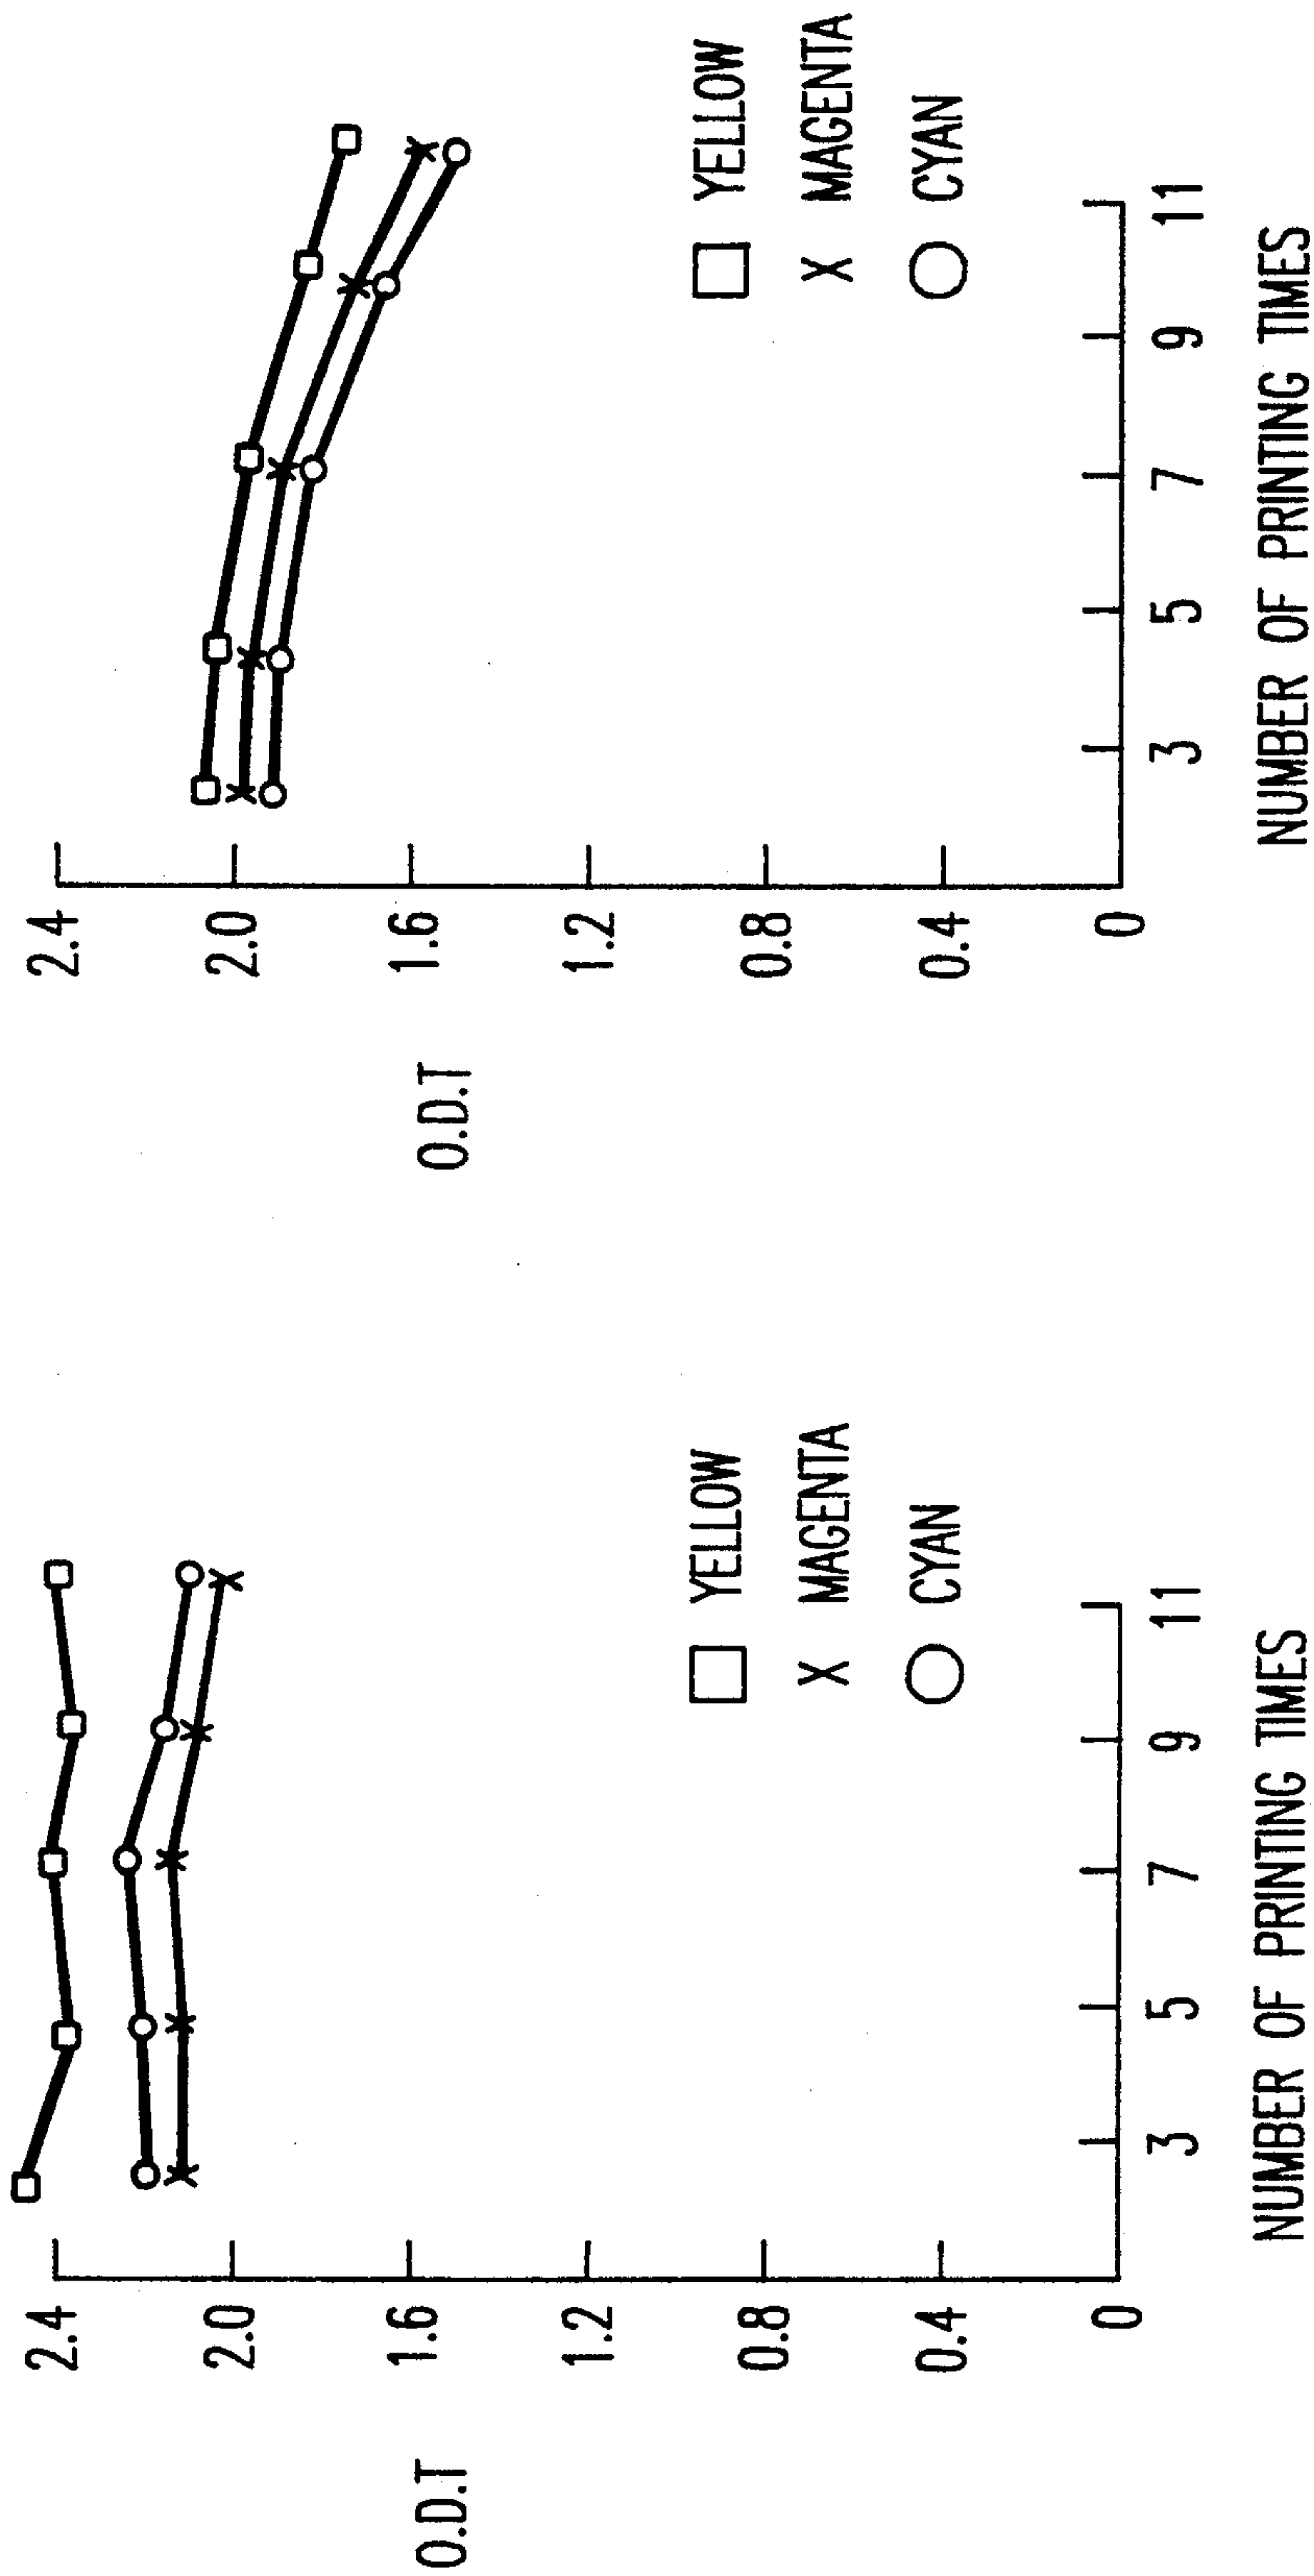 O.D.T
2.4
2.0
1.6
1.2
0.8
0.4
0
3 5 7 9 11
NUMBER OF PRINTING TIMES
YELLOW
X MAGENTA
CYAN
O.D.T
2.4
2.0
1.6
1.2
0.8
0.4
0
3 5 7 9 11
NUMBER OF PRINTING TIMES
YELLOW
X MAGENTA
CYAN